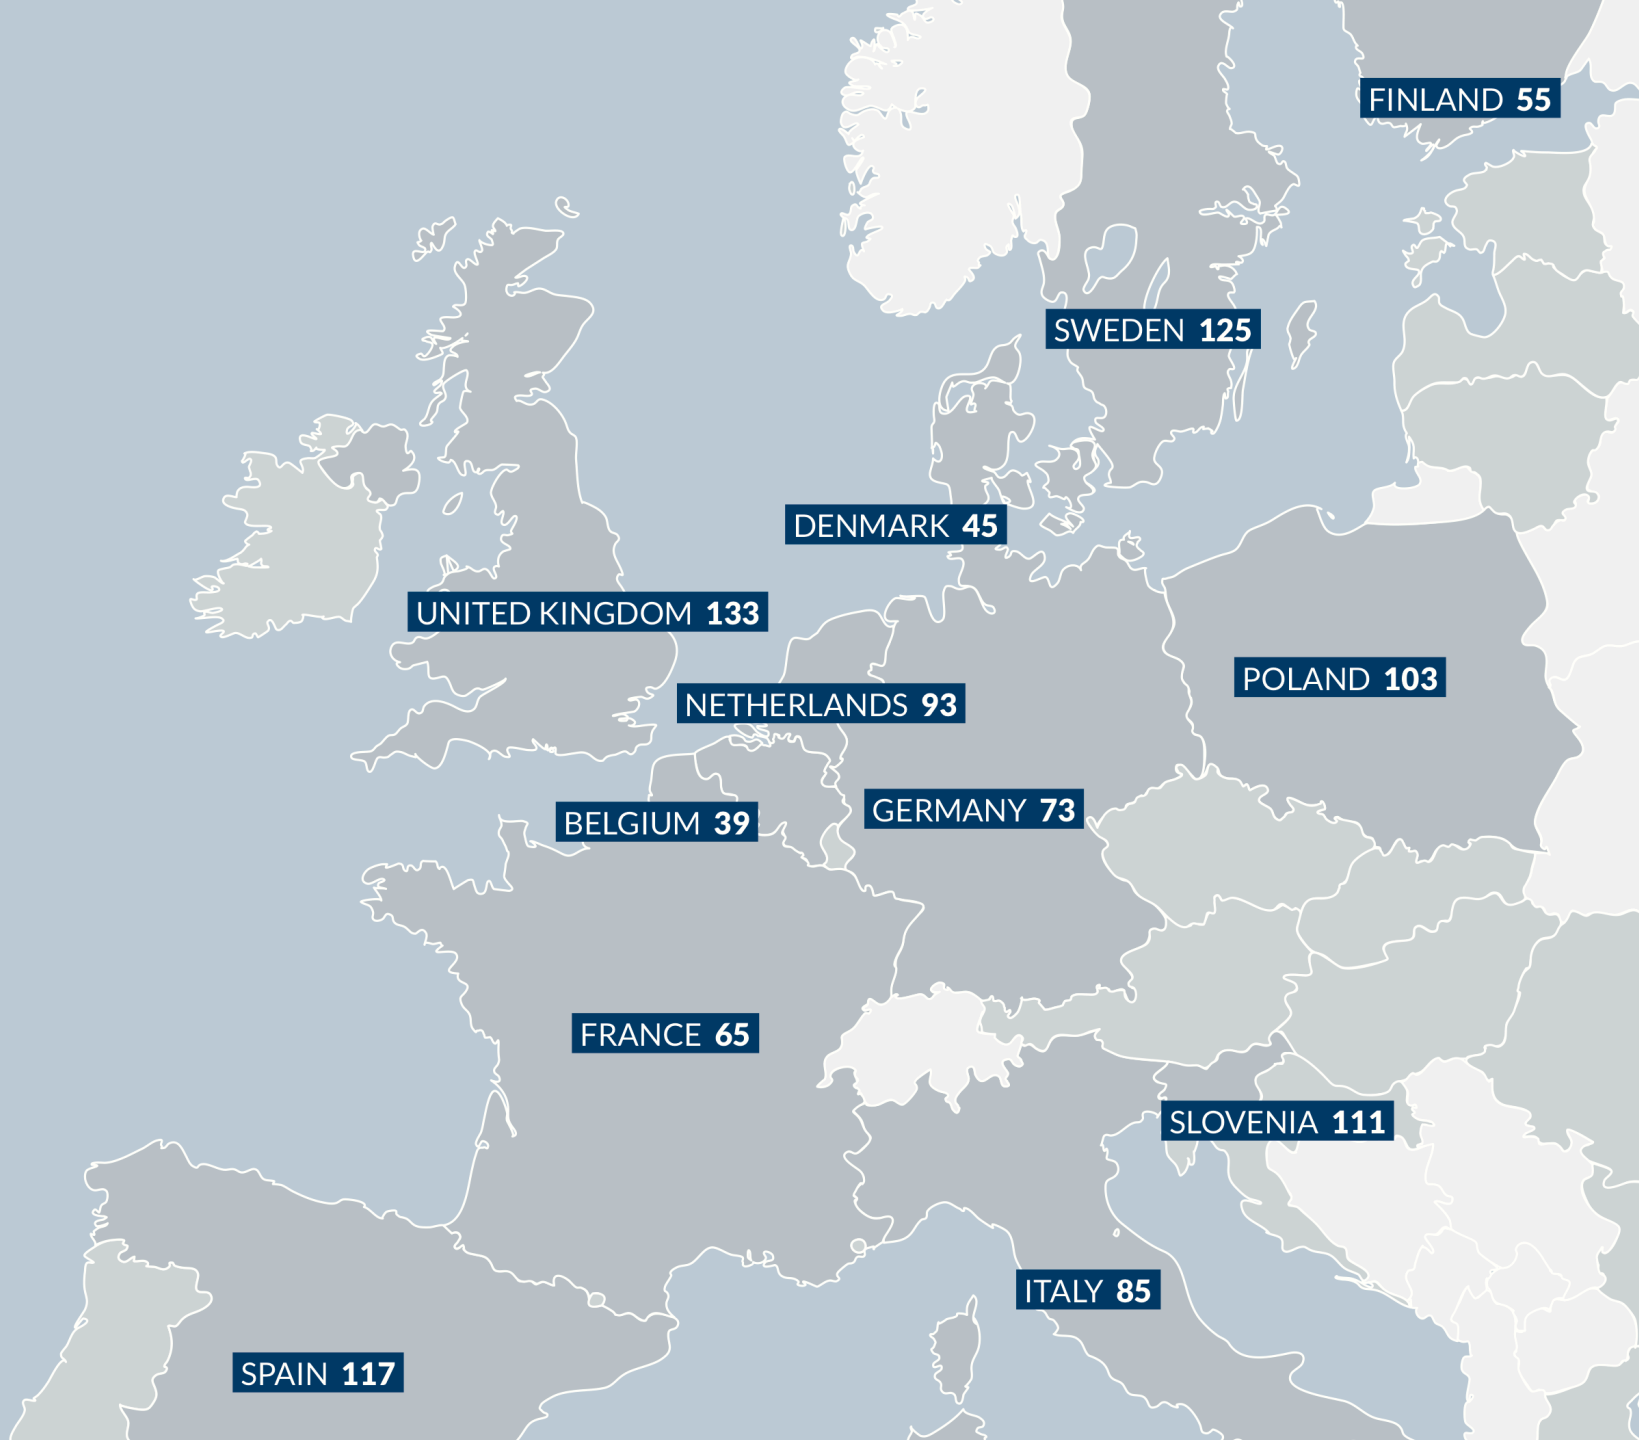 FINLAND 55
SWEDEN 125
DENMARK 45
UNITED KINGDOM 133
POLAND 103
NETHERLANDS 93
GERMANY 73
BELGIUM 39
FRANCE 65
SLOVENIA 111
ITALY 85
SPAIN 117